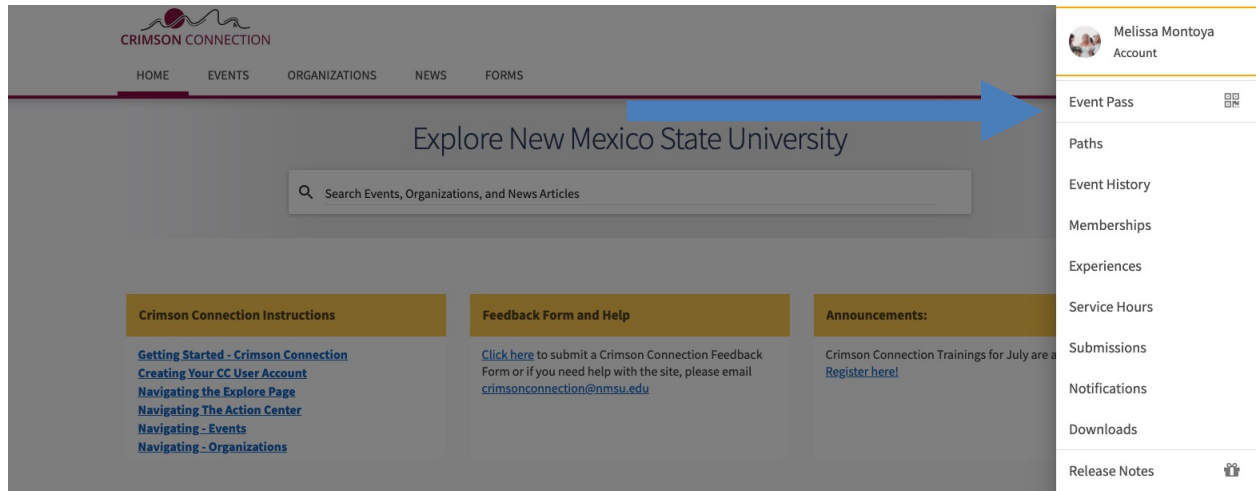 CRIMSON CONNECTION
HOME EVENTS ORGANIZATIONS NEWS FORMS
Explore New Mexico State University
Search Events, Organizations, and News Articles
Crimson Connection Instructions
Getting Started - Crimson Connection
Creating Your CC User Account
Navigating the Explore Page
Navigating The Action Center
Navigating - Events
Navigating - Organizations
Feedback Form and Help
Click here to submit a Crimson Connection Feedback
Form or if you need help with the site, please email
crimsonconnection@nmsu.edu
Announcements:
Crimson Connection Trainings for July are a
Register here!
Melissa Montoya
Account
Event Pass
Paths
Event History
Memberships
Experiences
Service Hours
Submissions
Notifications
Downloads
Release Notes